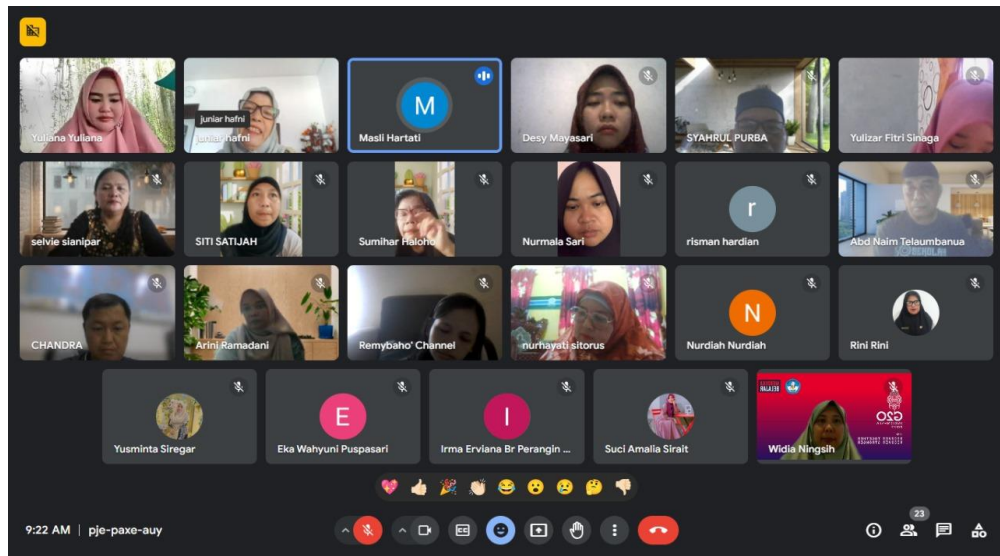 juniar hafni
M
Yuliana Yuliana
juniar hafni
Masli Hartati
Desy Mayasari
SYAHRUL PURBA
Yulizar Fitri Sinaga
r
selvie sianipar
SITI SATIJAH
Sumihar Haloho
Nurmala Sari
risman hardian
Abd Naim Telaumbanua
N
CHANDRA
Arini Ramadani
Remybaho' Channel
nurhayati sitorus
Nurdiah Nurdiah
Rini Rini
E
I
G20
Yusminta Siregar
Eka Wahyuni Puspasari
Irma Erviana Br Perangin ...
Suci Amalia Sirait
Widia Ningsih
23
9:22 AM | pje-paxe-auy
CC